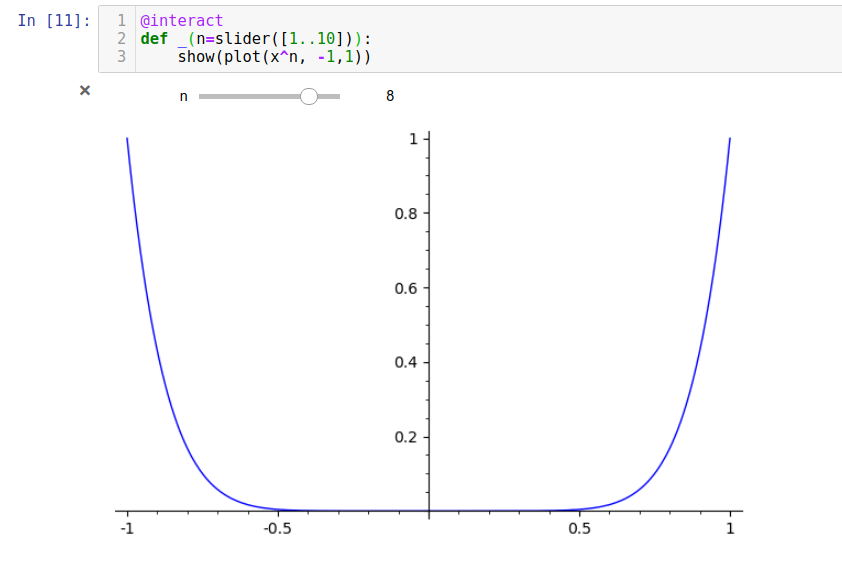 In [11]:
1 @interact
2 def _(n=slider([1..10])):
3     show(plot(x^n, -1,1))
×
n 8
1
0.8
0.6
0.4
0.2
-1 -0.5 0.5 1